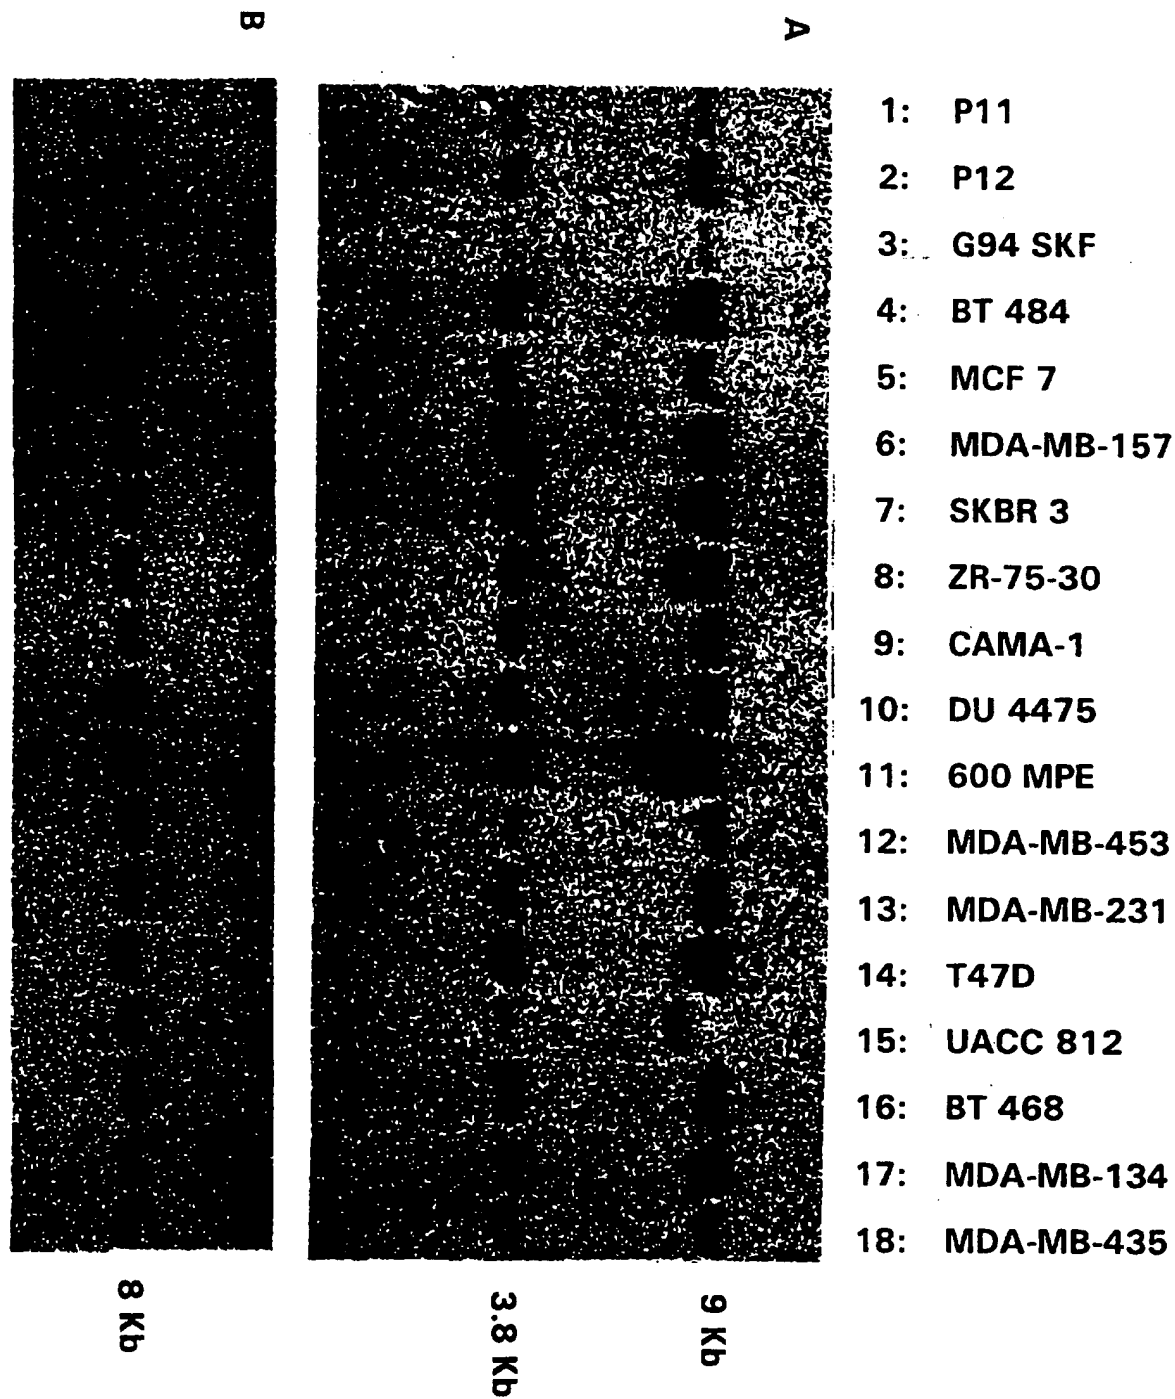 B
A
1: P11
2: P12
3: G94 SKF
4: BT 484
5: MCF 7
6: MDA-MB-157
7: SKBR 3
8: ZR-75-30
9: CAMA-1
10: DU 4475
11: 600 MPE
12: MDA-MB-453
13: MDA-MB-231
14: T47D
15: UACC 812
16: BT 468
17: MDA-MB-134
18: MDA-MB-435
8 Kb
3.8 Kb
9 Kb